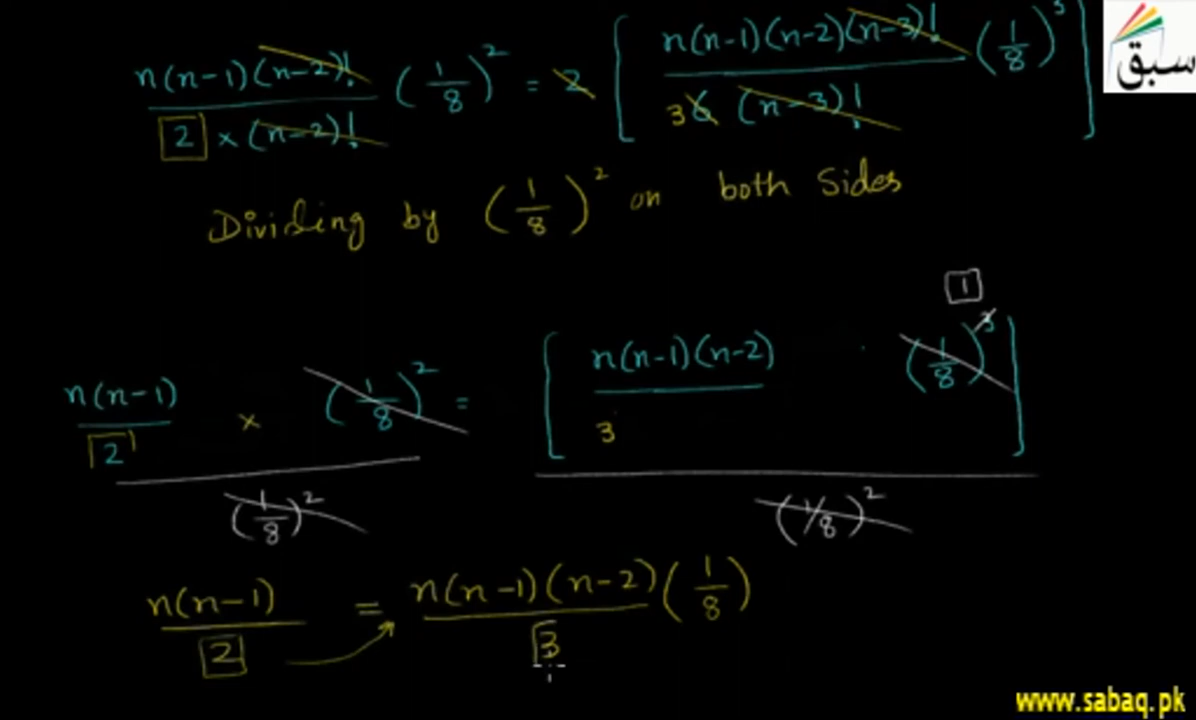 n(n-1)(n-2)! / 2 × (n-2)! (1/8)² = 2 [ n(n-1)(n-2)(n-3)! / 3 6 (n-3)! (1/8)³ ]
سبق
Dividing by (1/8)² on both Sides
1
n(n-1) / 2 × (1/8)² = [ n(n-1)(n-2) / 3 · (1/8)³ ]
(1/8)² (1/8)²
n(n-1) / 2 = n(n-1)(n-2) / 3 (1/8)
www.sabaq.pk